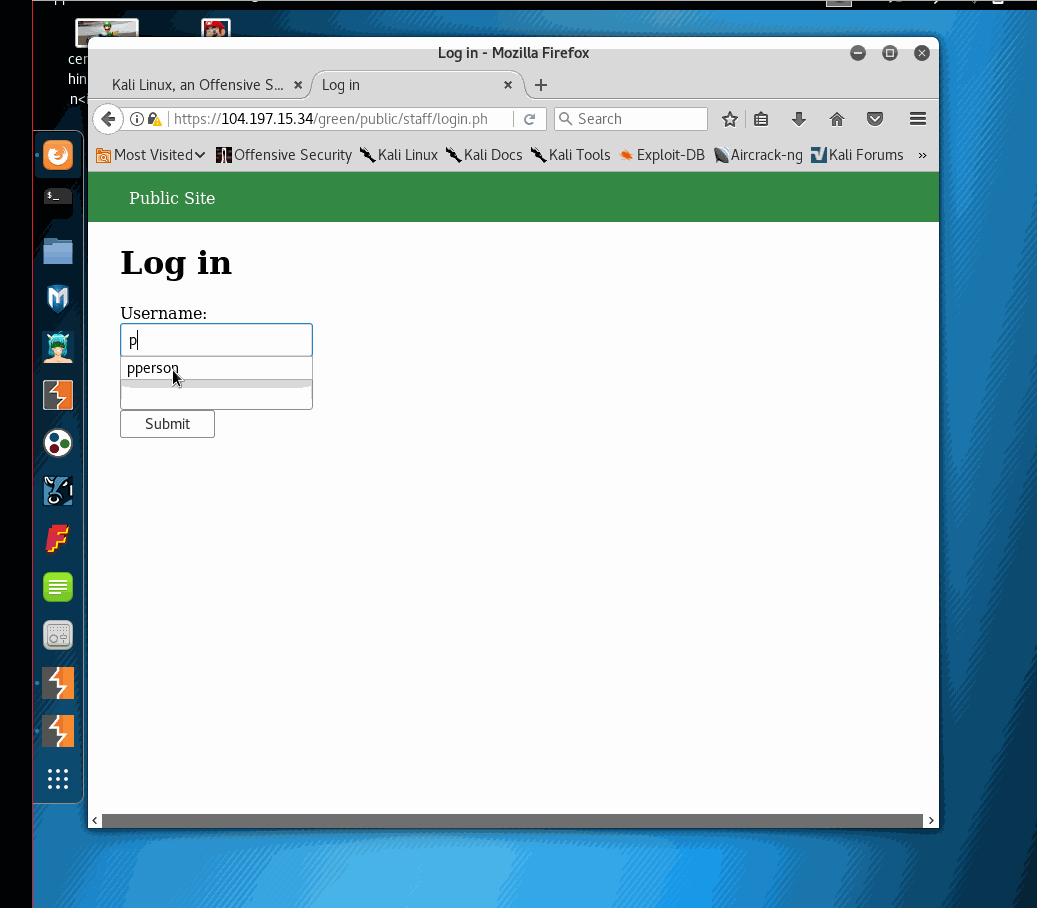 cer
hin
n<i
Log in - Mozilla Firefox
Kali Linux, an Offensive S... × Log in ×
https://104.197.15.34/green/public/staff/login.ph Search
Most Visited Offensive Security Kali Linux Kali Docs Kali Tools Exploit-DB Aircrack-ng Kali Forums »
Public Site
Log in
Username:
p
pperson
Submit
$_